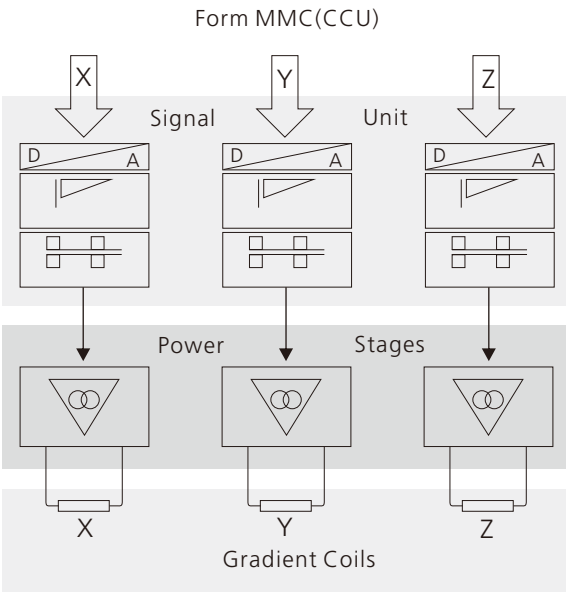 Form MMC(CCU)
X Y Z
Signal Unit
D A D A D A
Power Stages
X Y Z
Gradient Coils